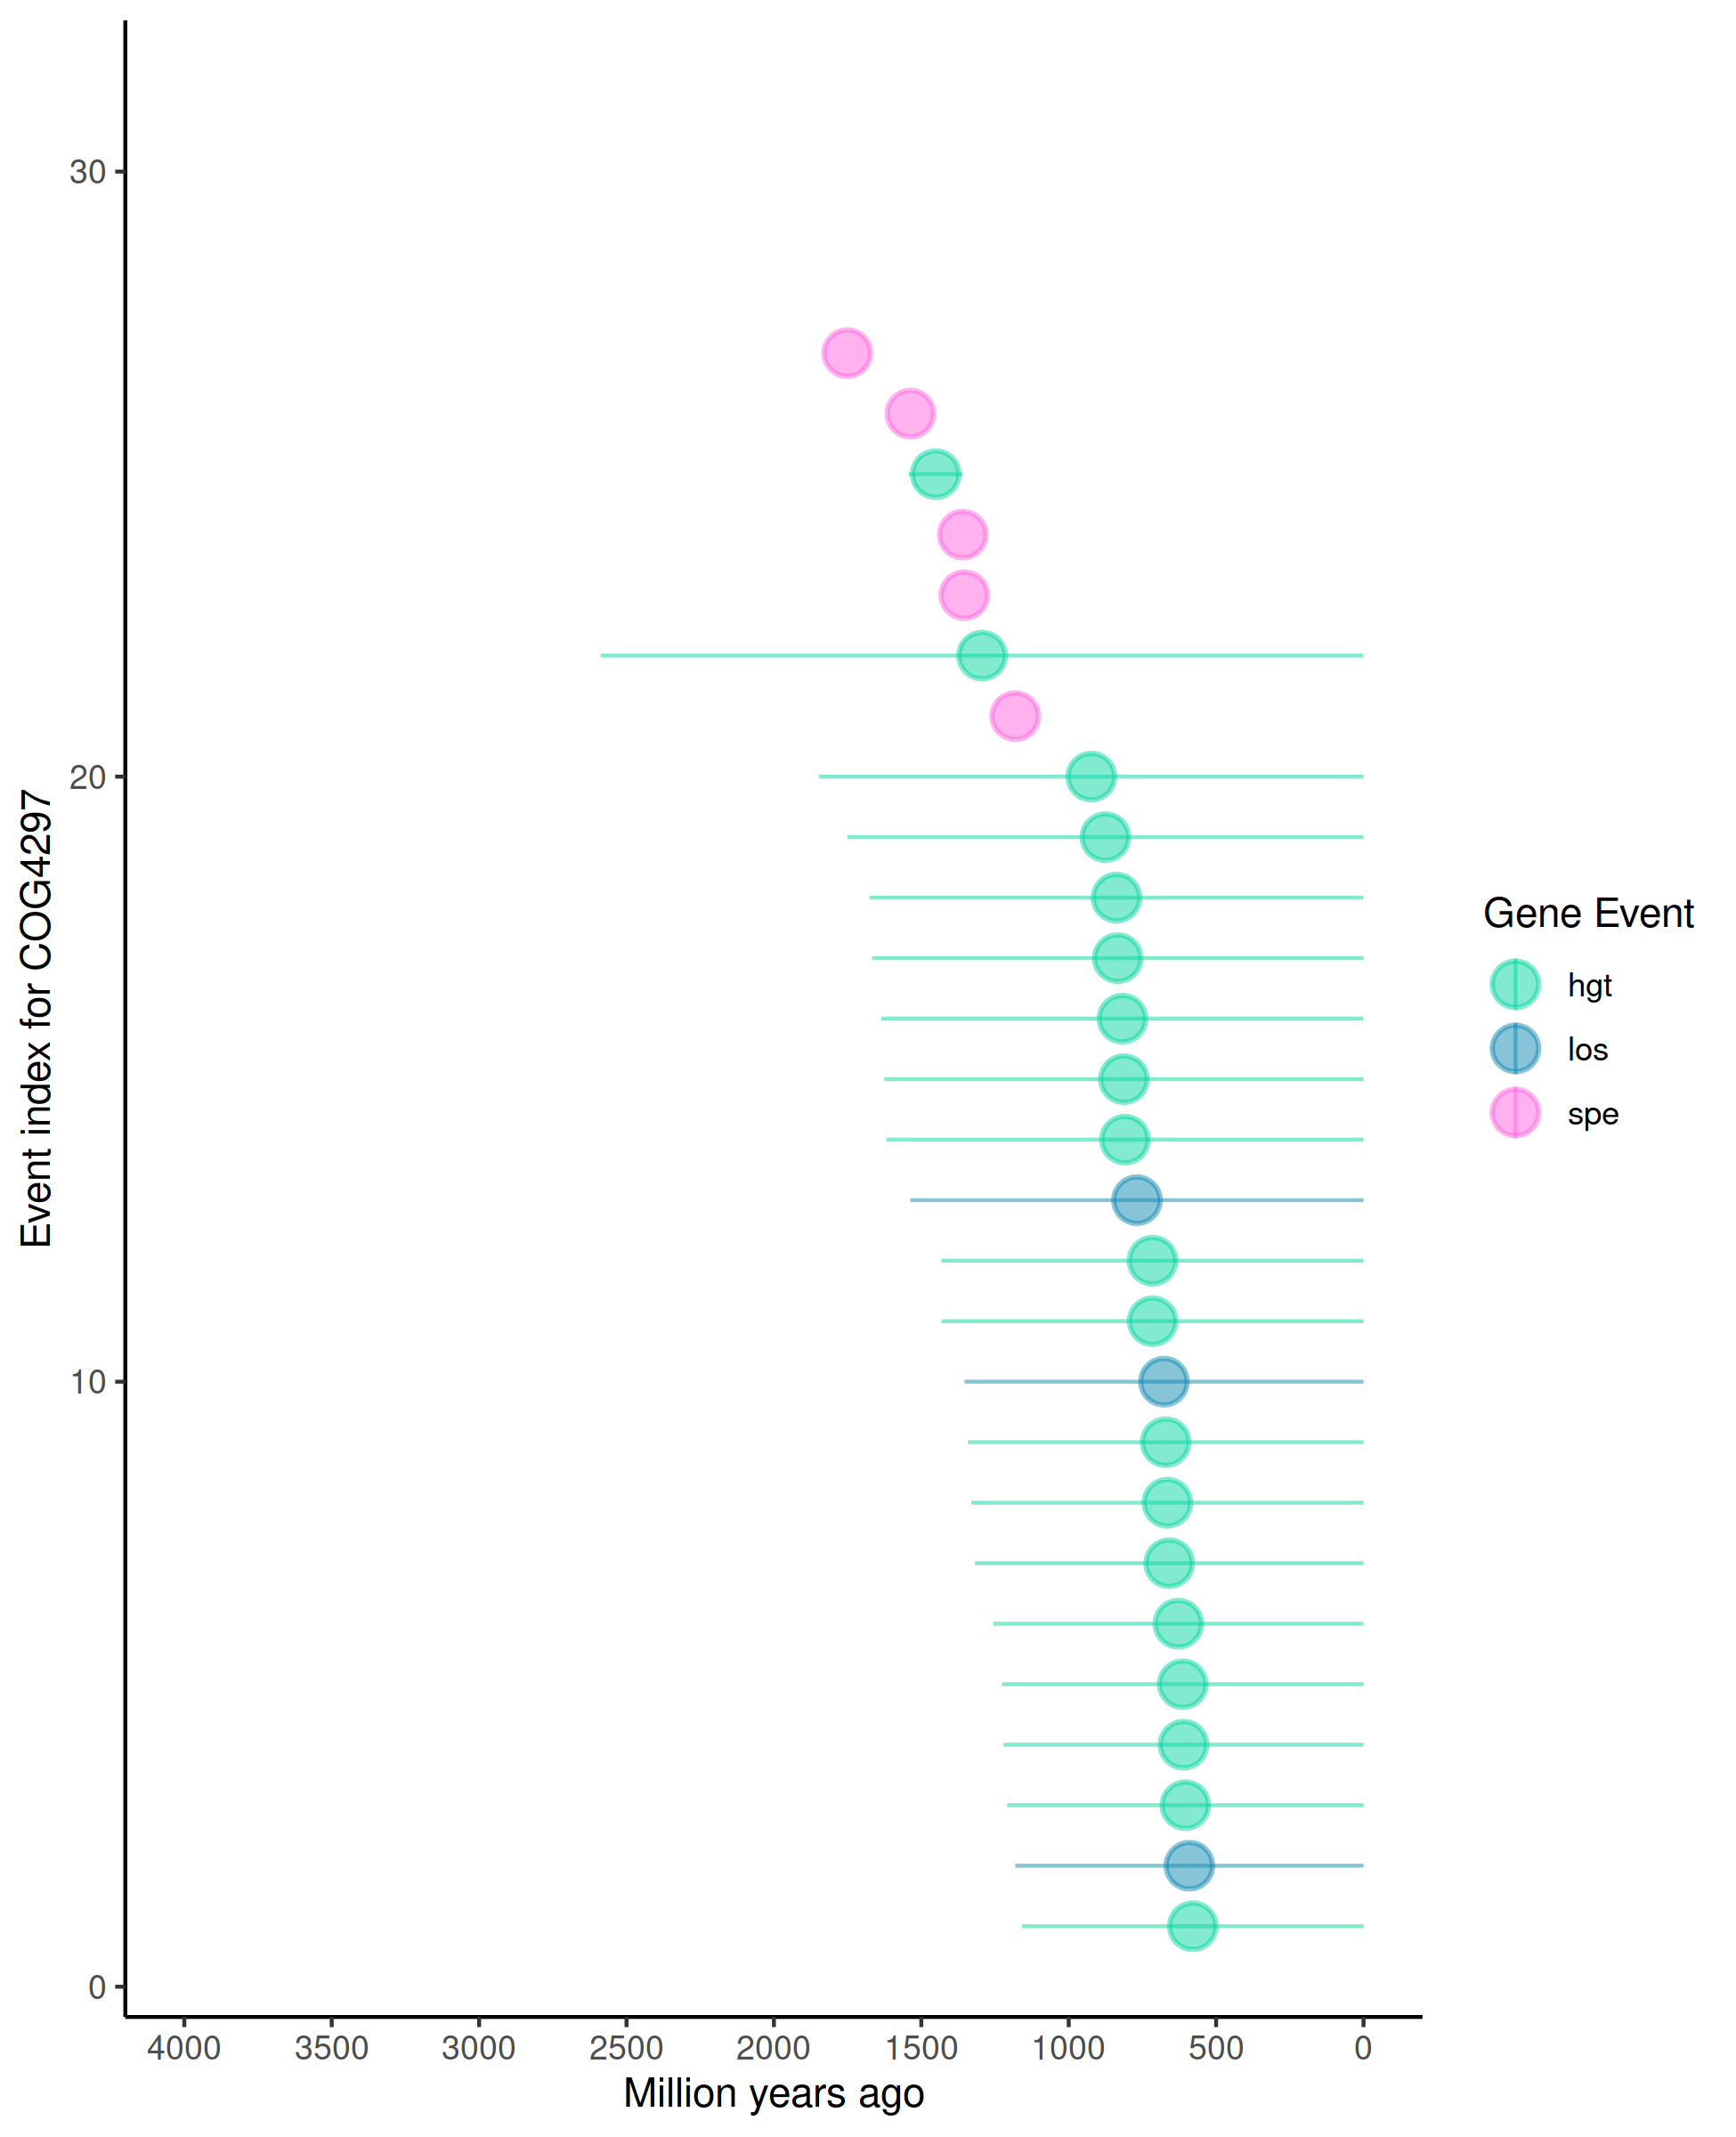 30
20
10
0
Event index for COG4297
4000 3500 3000 2500 2000 1500 1000 500 0
Million years ago
Gene Event
hgt
los
spe